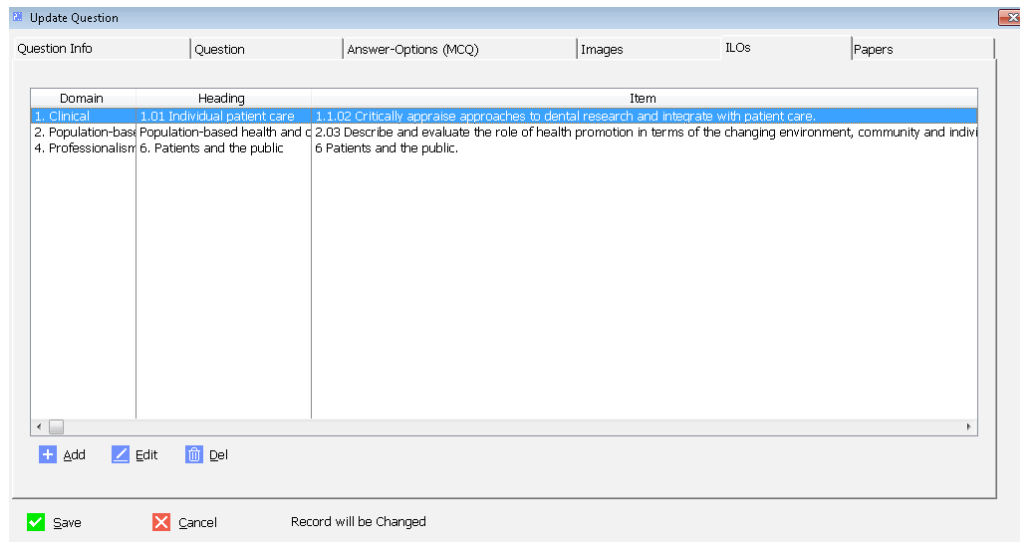 Update Question
Question Info Question Answer-Options (MCQ) Images ILOs Papers
Domain Heading Item
1. Clinical 1.01 Individual patient care 1.1.02 Critically appraise approaches to dental research and integrate with patient care.
2. Population-base Population-based health and c 2.03 Describe and evaluate the role of health promotion in terms of the changing environment, community and indivi
4. Professionalism 6. Patients and the public 6 Patients and the public.
Add Edit Del
Save Cancel Record will be Changed